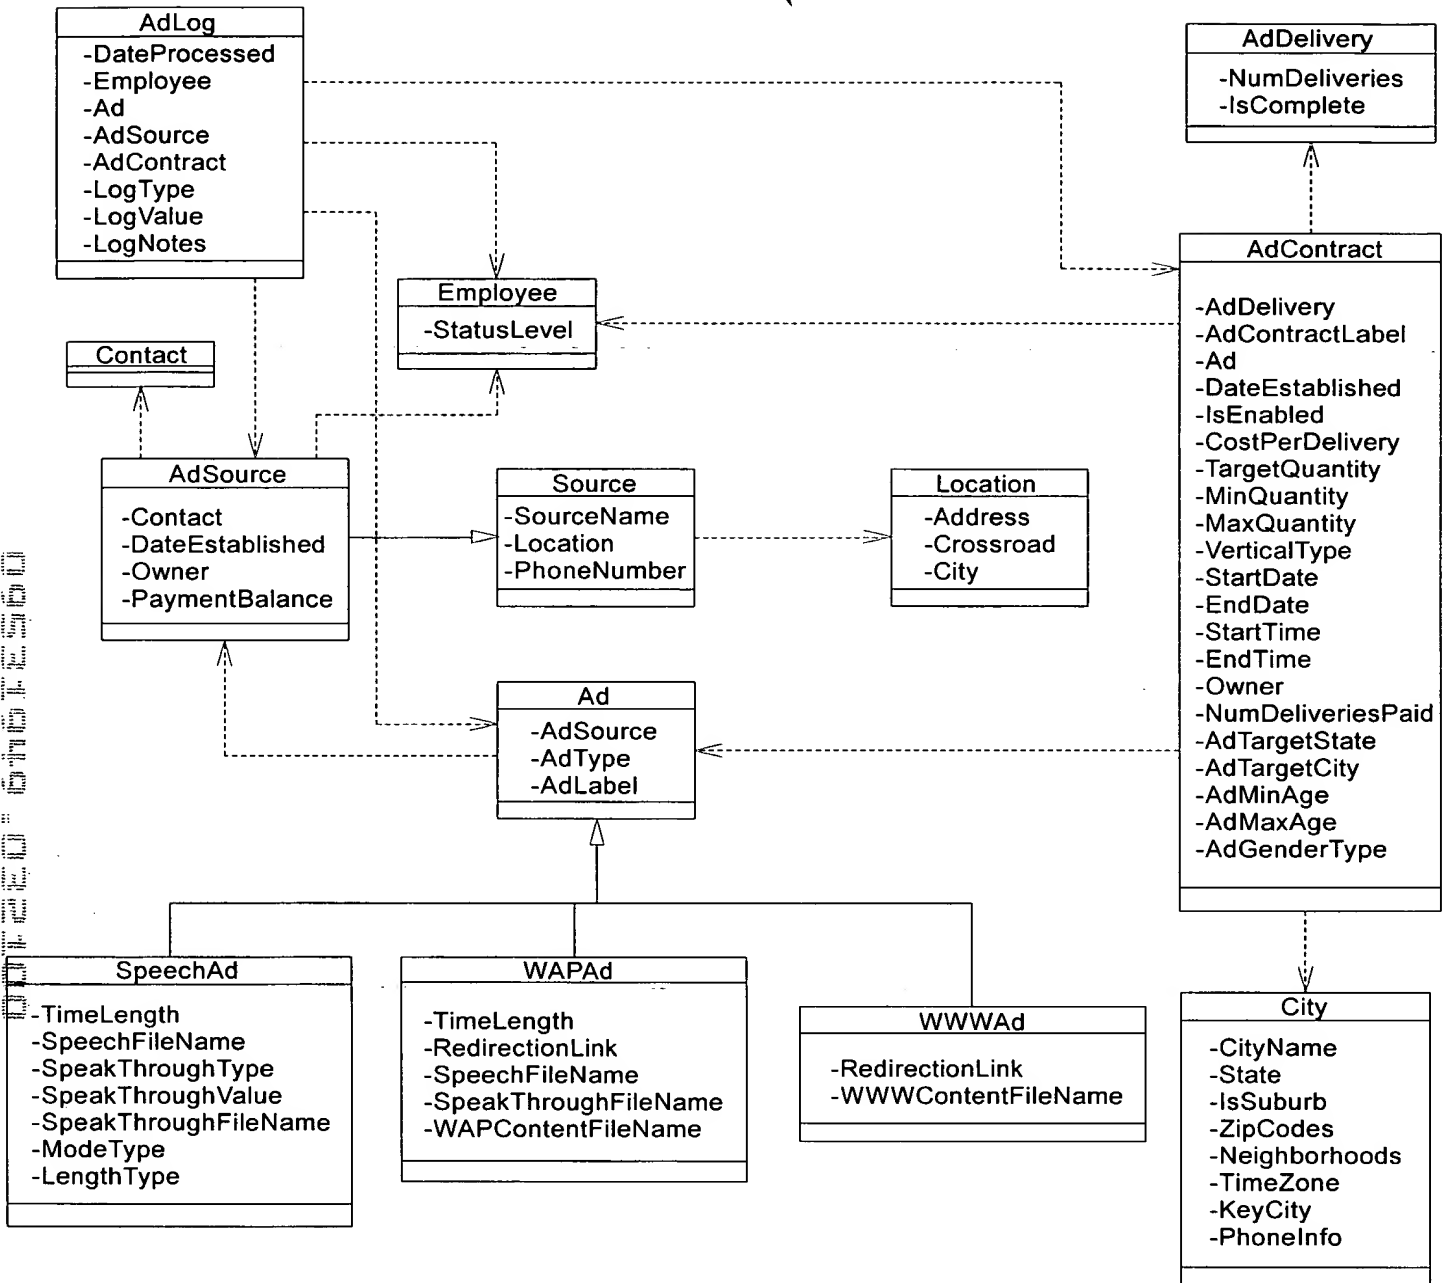 AdLog
-DateProcessed
-Employee
-Ad
-AdSource
-AdContract
-LogType
-LogValue
-LogNotes
AdDelivery
-NumDeliveries
-IsComplete
Employee
-StatusLevel
Contact
AdContract
-AdDelivery
-AdContractLabel
-Ad
-DateEstablished
-IsEnabled
-CostPerDelivery
-TargetQuantity
-MinQuantity
-MaxQuantity
-VerticalType
-StartDate
-EndDate
-StartTime
-EndTime
-Owner
-NumDeliveriesPaid
-AdTargetState
-AdTargetCity
-AdMinAge
-AdMaxAge
-AdGenderType
AdSource
-Contact
-DateEstablished
-Owner
-PaymentBalance
Source
-SourceName
-Location
-PhoneNumber
Location
-Address
-Crossroad
-City
Ad
-AdSource
-AdType
-AdLabel
SpeechAd
-TimeLength
-SpeechFileName
-SpeakThroughType
-SpeakThroughValue
-SpeakThroughFileName
-ModeType
-LengthType
WAPAd
-TimeLength
-RedirectionLink
-SpeechFileName
-SpeakThroughFileName
-WAPContentFileName
WWWAd
-RedirectionLink
-WWWContentFileName
City
-CityName
-State
-IsSuburb
-ZipCodes
-Neighborhoods
-TimeZone
-KeyCity
-PhoneInfo